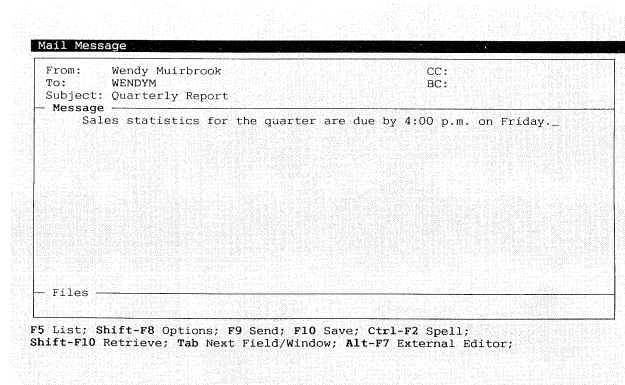 Mail Message
From: Wendy Muirbrook CC:
To: WENDYM BC:
Subject: Quarterly Report
Message
Sales statistics for the quarter are due by 4:00 p.m. on Friday._
Files
F5 List; Shift-F8 Options; F9 Send; F10 Save; Ctrl-F2 Spell;
Shift-F10 Retrieve; Tab Next Field/Window; Alt-F7 External Editor;